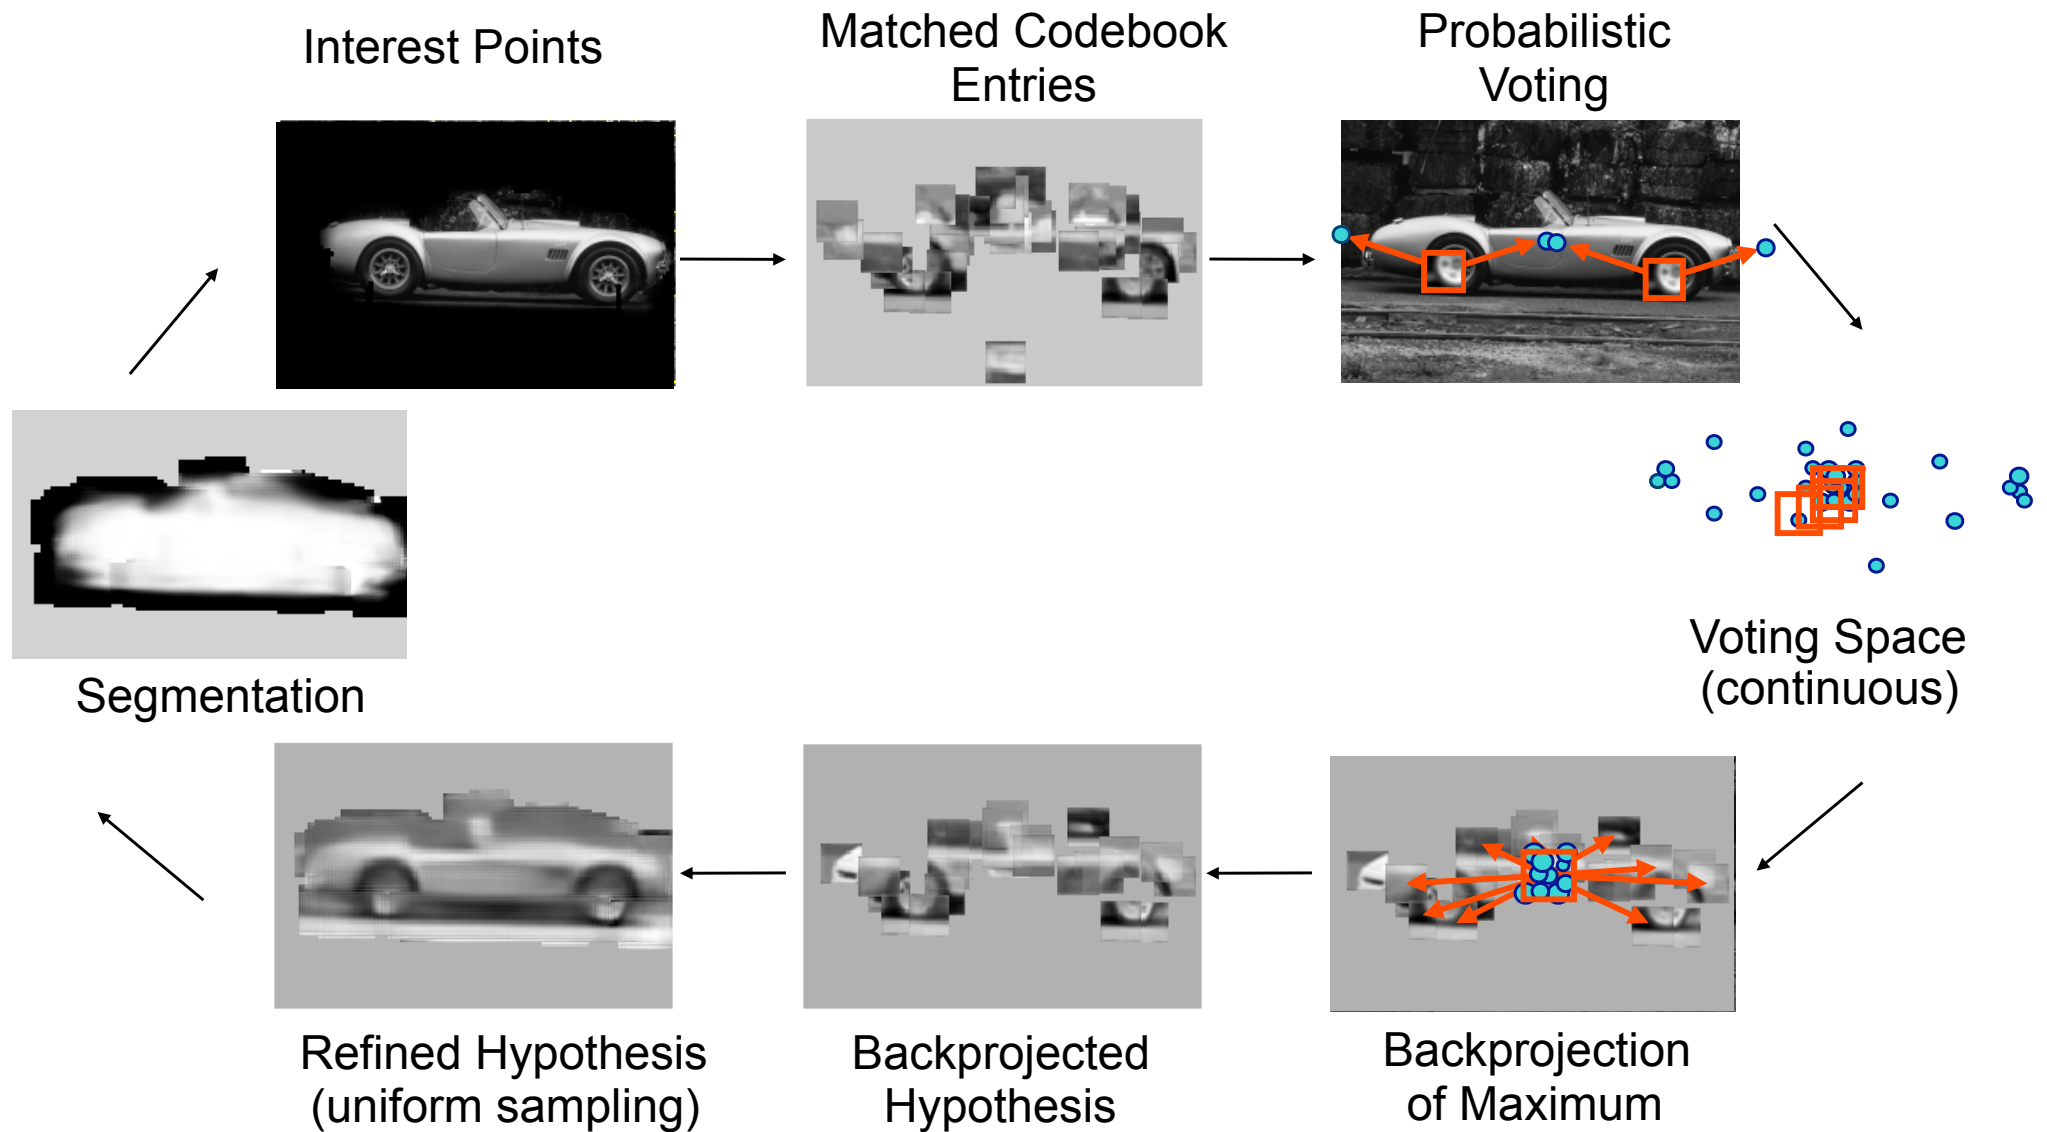 Interest Points
Matched Codebook
Entries
Probabilistic
Voting
Segmentation
Voting Space
(continuous)
Refined Hypothesis
(uniform sampling)
Backprojected
Hypothesis
Backprojection
of Maximum